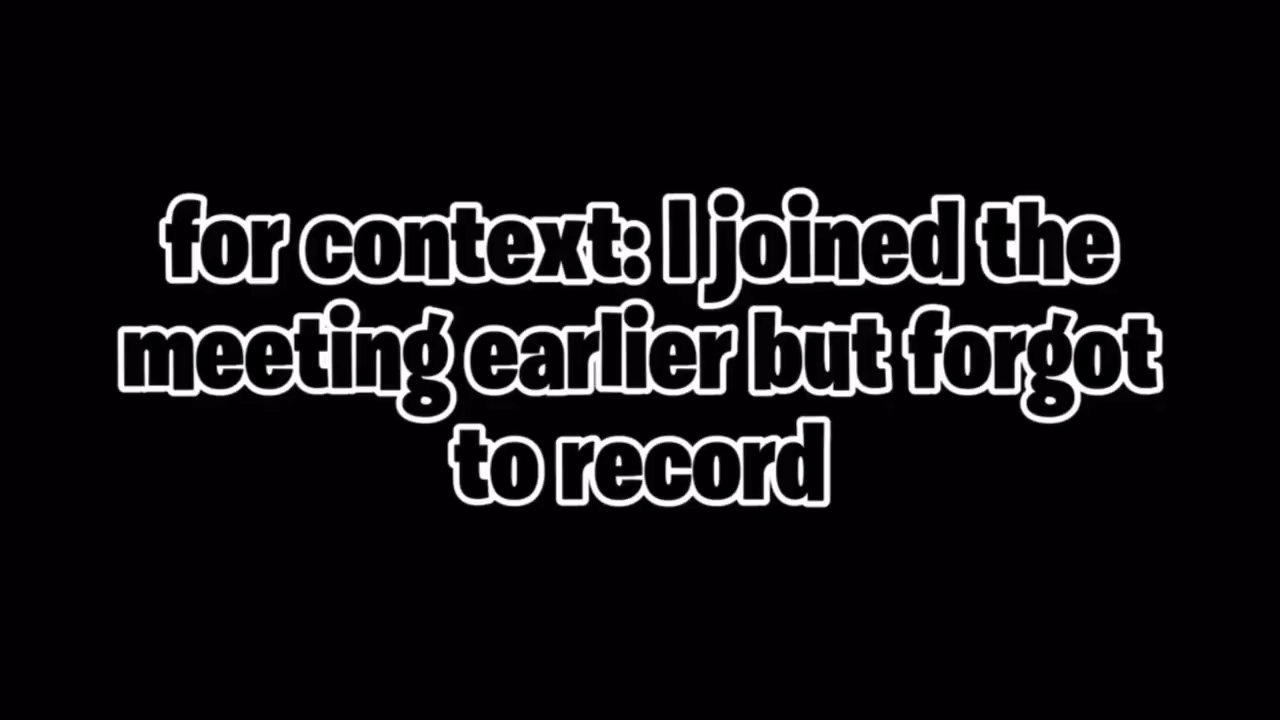 for context: I joined the
meeting earlier but forgot
to record